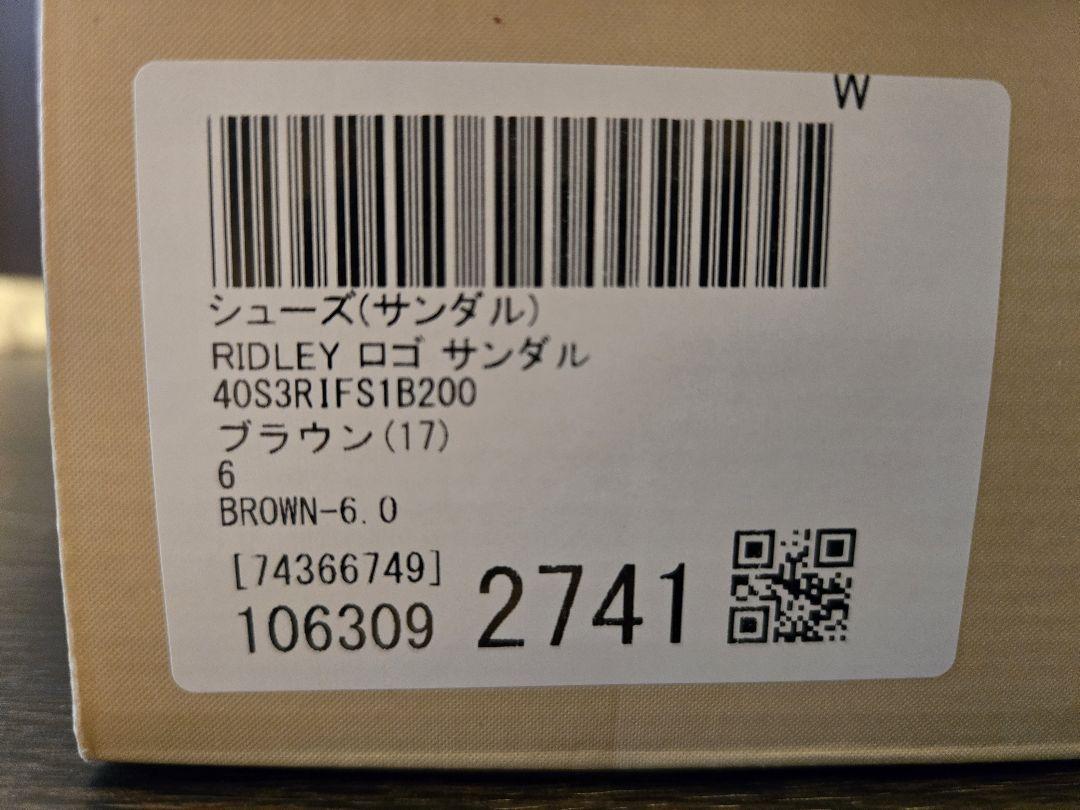 W
シューズ(サンダル)
RIDLEY ロゴ サンダル
40S3RIFS1B200
ブラウン(17)
6
BROWN-6.0
[74366749]
106309 2741